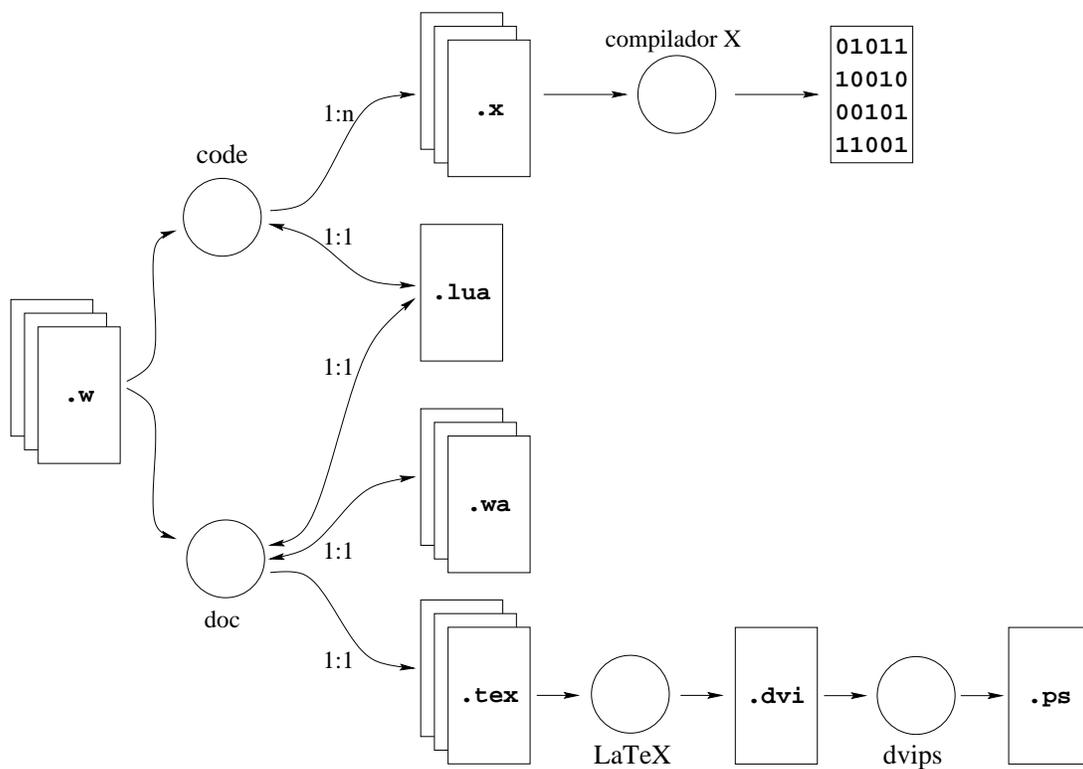 compilador X
01011
10010
00101
11001
.x
1:n
code
1:1
.lua
.w
1:1
.wa
1:1
doc
1:1
.tex
.dvi
.ps
LaTeX
dvips